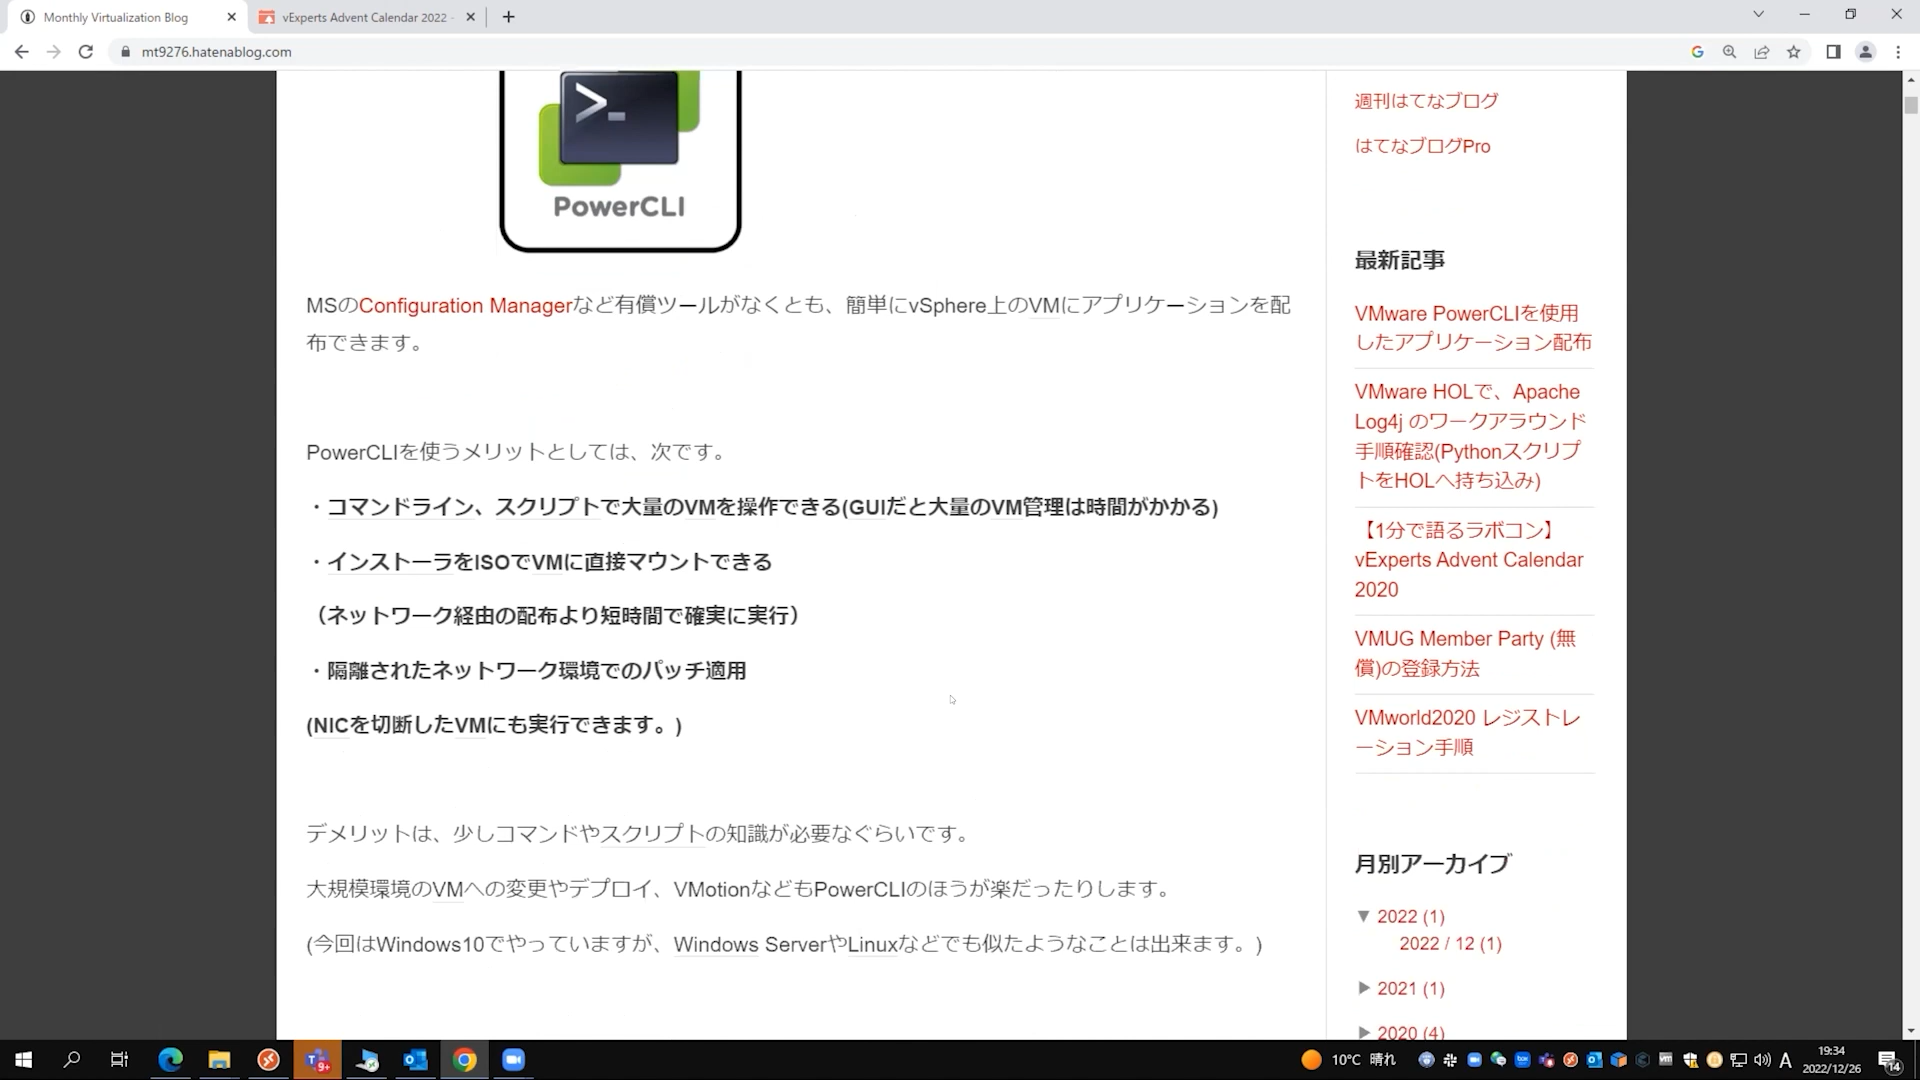 Monthly Virtualization Blog
vExperts Advent Calendar 2022 -
mt9276.hatenablog.com
PowerCLI
MSのConfiguration Managerなど有償ツールがなくとも、簡単にvSphere上のVMにアプリケーションを配
布できます。
PowerCLIを使うメリットとしては、次です。
・コマンドライン、スクリプトで大量のVMを操作できる(GUIだと大量のVM管理は時間がかかる)
・インストーラをISOでVMに直接マウントできる
（ネットワーク経由の配布より短時間で確実に実行）
・隔離されたネットワーク環境でのパッチ適用
(NICを切断したVMにも実行できます。)
デメリットは、少しコマンドやスクリプトの知識が必要なぐらいです。
大規模環境のVMへの変更やデプロイ、VMotionなどもPowerCLIのほうが楽だったりします。
(今回はWindows10でやっていますが、Windows ServerやLinuxなどでも似たようなことは出来ます。)
週刊はてなブログ
はてなブログPro
最新記事
VMware PowerCLIを使用
したアプリケーション配布
VMware HOLで、Apache
Log4j のワークアラウンド
手順確認(Pythonスクリプ
トをHOLへ持ち込み)
【1分で語るラボコン】
vExperts Advent Calendar
2020
VMUG Member Party (無
償)の登録方法
VMworld2020 レジストレ
ーション手順
月別アーカイブ
▼ 2022 (1)
2022 / 12 (1)
▶ 2021 (1)
▶ 2020 (4)
10°C 晴れ
A
19:34
2022/12/26
14